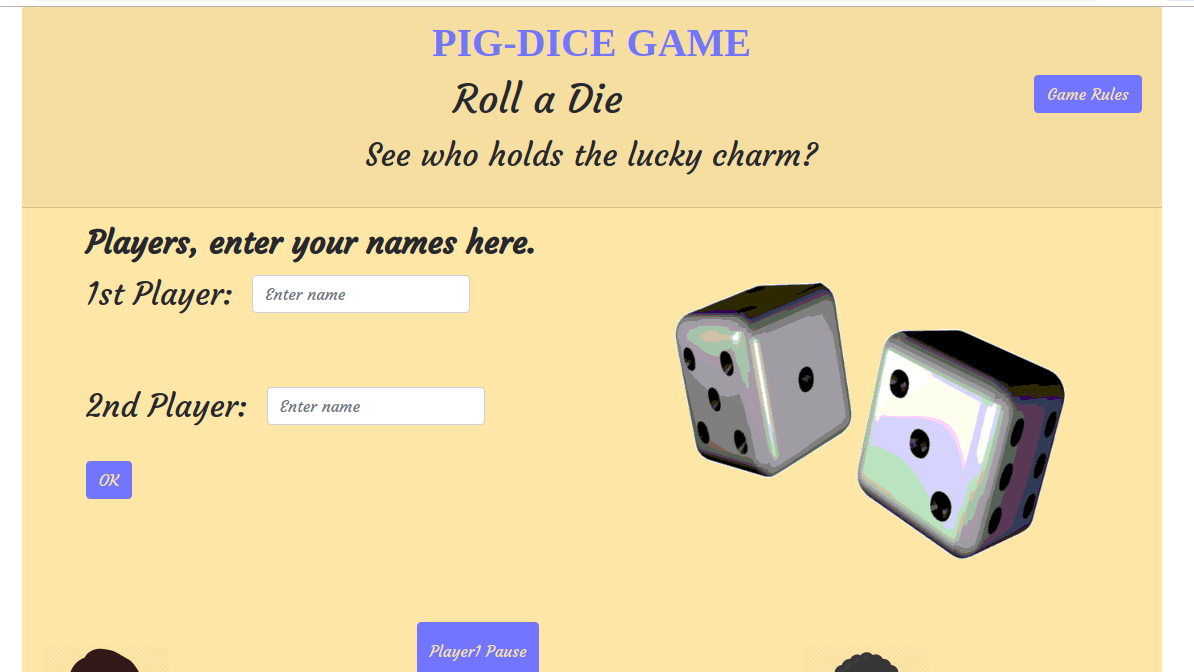 PIG-DICE GAME
Roll a Die
Game Rules
See who holds the lucky charm?
Players, enter your names here.
1st Player: Enter name
2nd Player: Enter name
OK
Player1 Pause